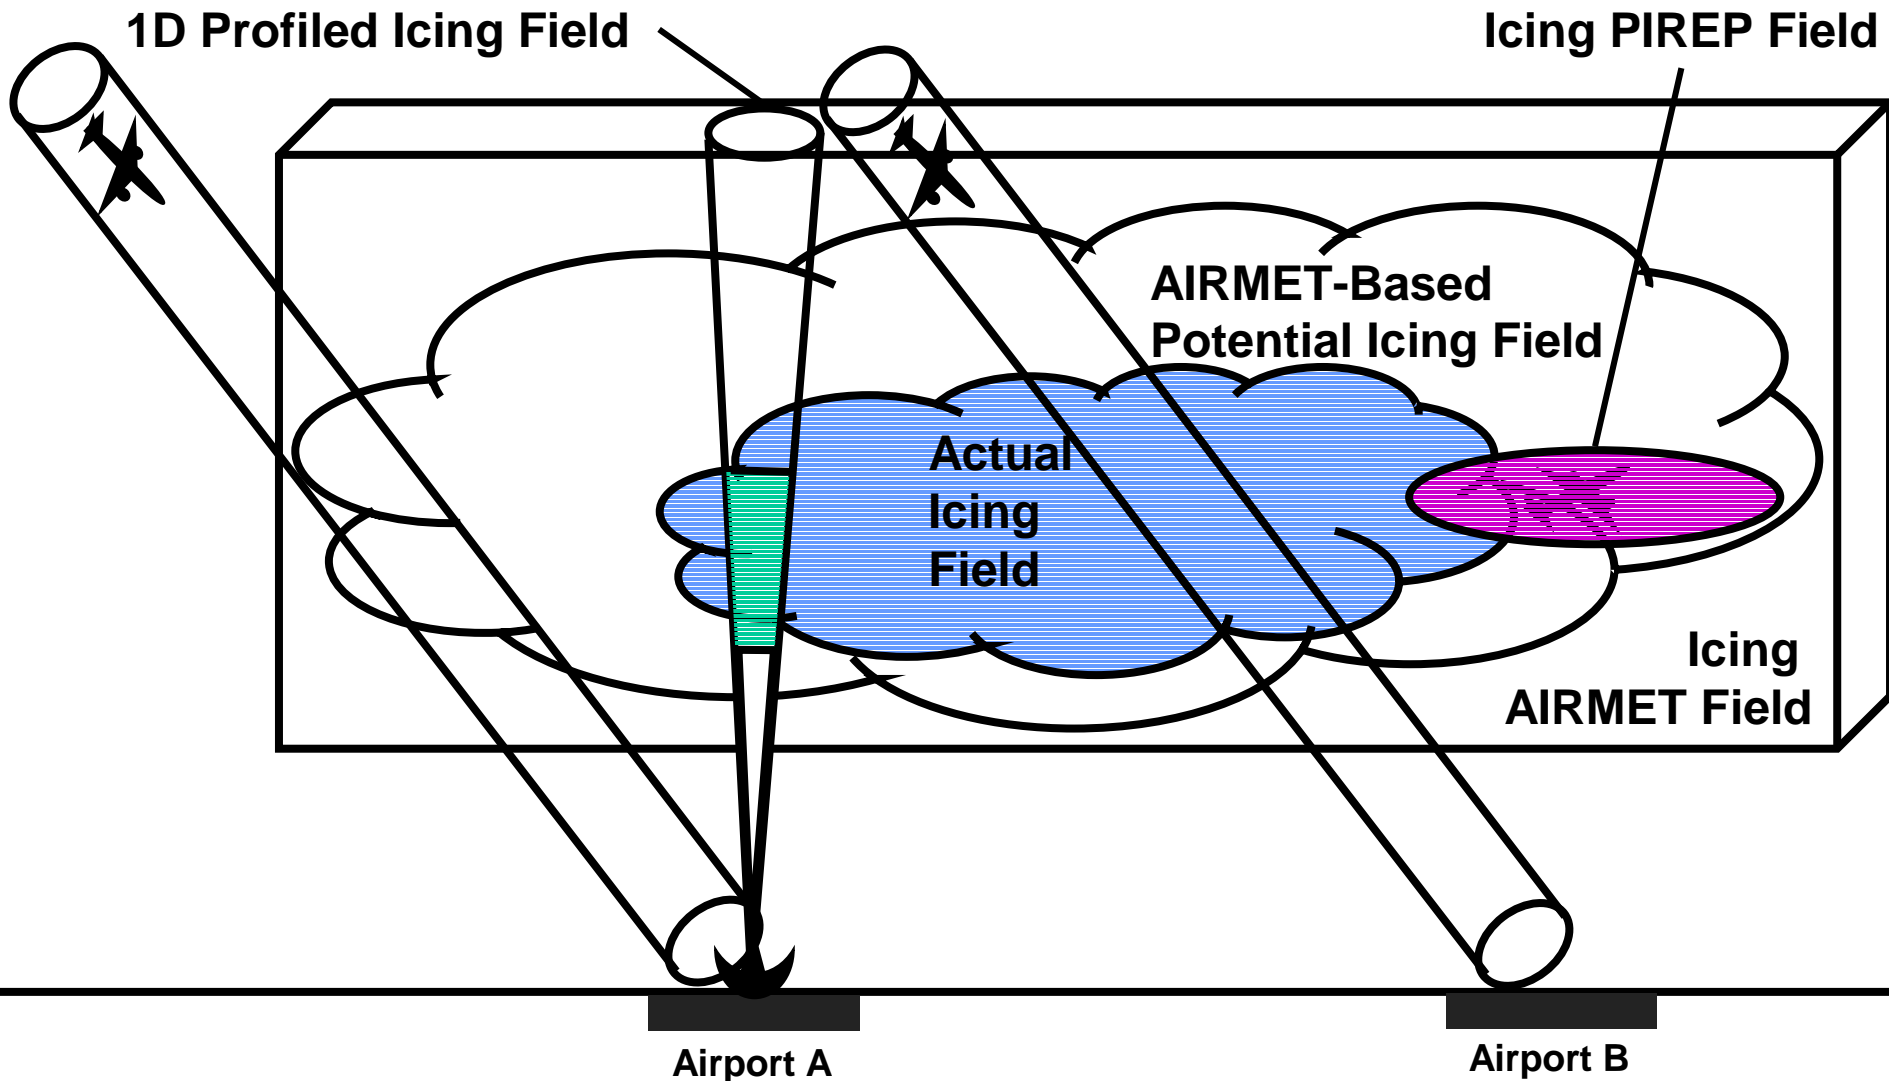 1D Profiled Icing Field
Icing PIREP Field
AIRMET-Based
Potential Icing Field
Actual
Icing
Field
Icing
AIRMET Field
Airport A
Airport B